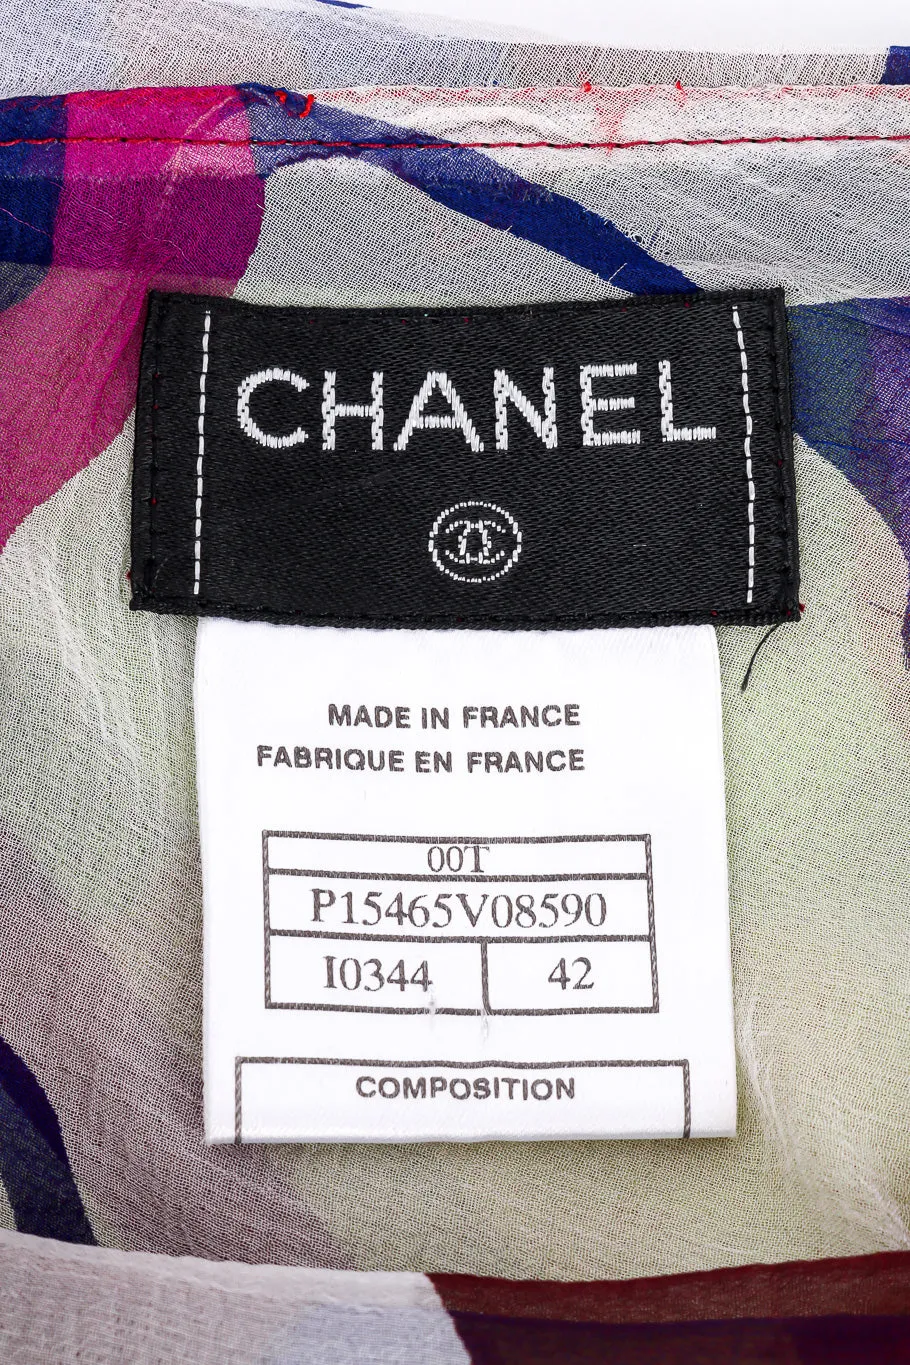 CHANEL
MADE IN FRANCE
FABRIQUE EN FRANCE
00T
P15465V08590
I0344 42
COMPOSITION